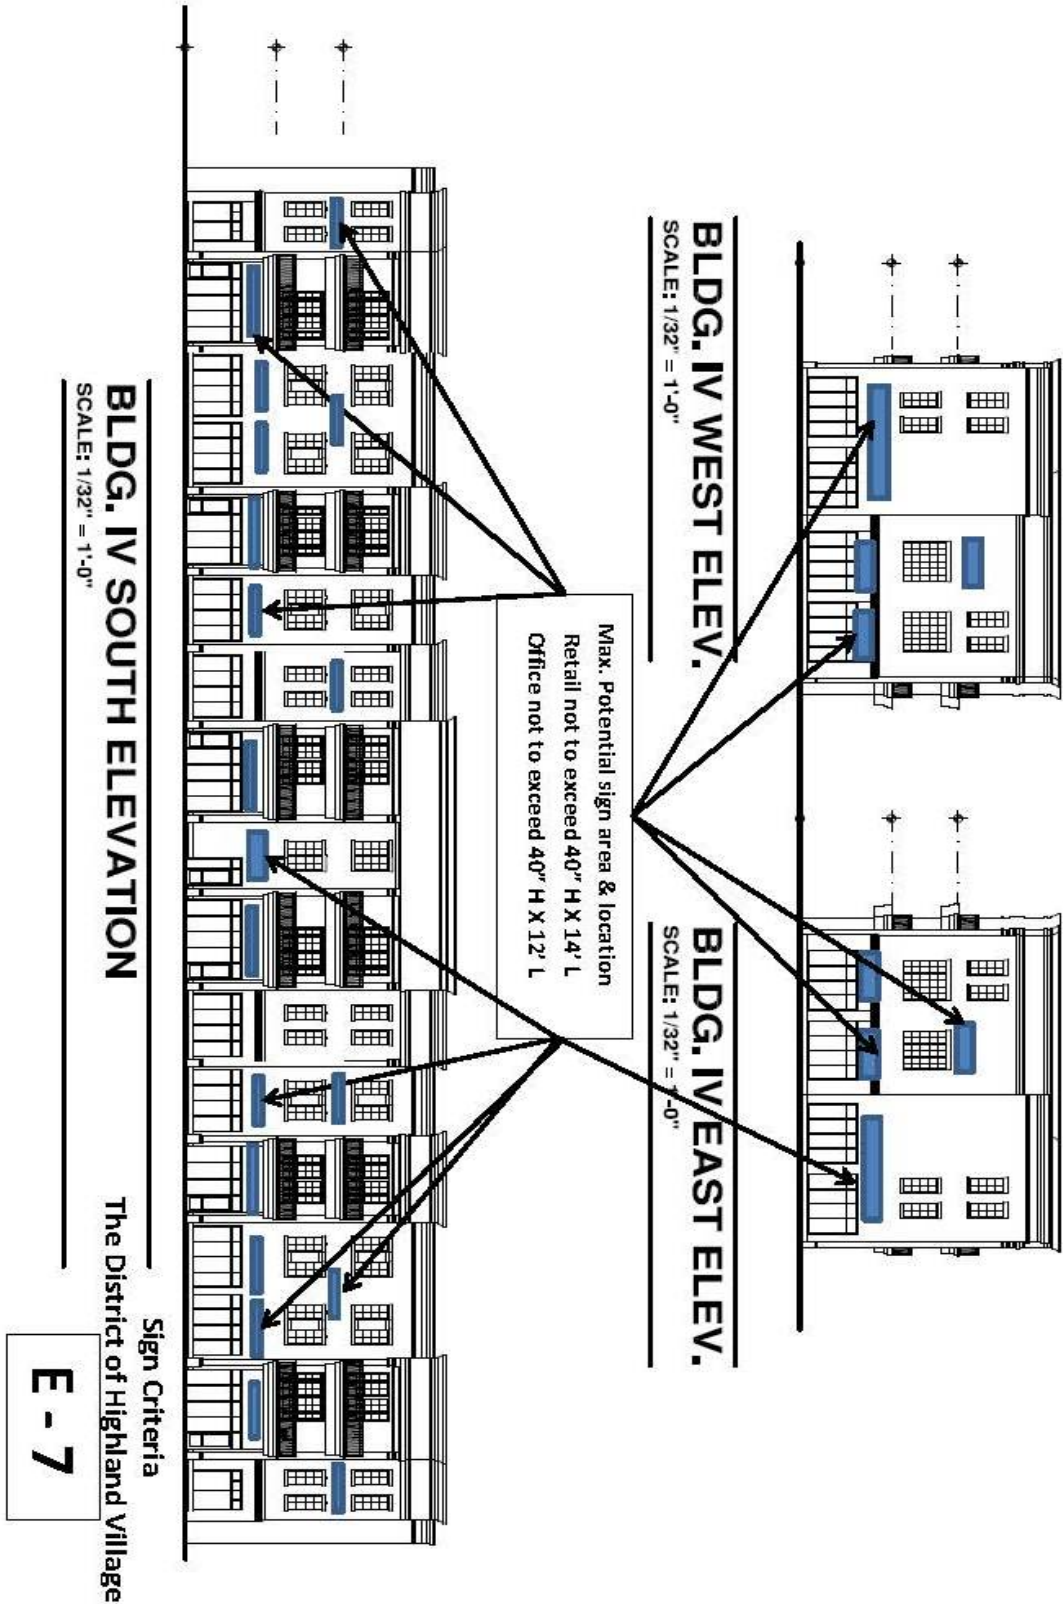 BLDG. IV WEST ELEV.
SCALE: 1/32" = 1'-0"
BLDG. IV EAST ELEV.
SCALE: 1/32" = 1'-0"
Max. Potential sign area & location
Retail not to exceed 40" H X 14' L
Office not to exceed 40" H X 12' L
BLDG. IV SOUTH ELEVATION
SCALE: 1/32" = 1'-0"
Sign Criteria
The District of Highland Village
E - 7